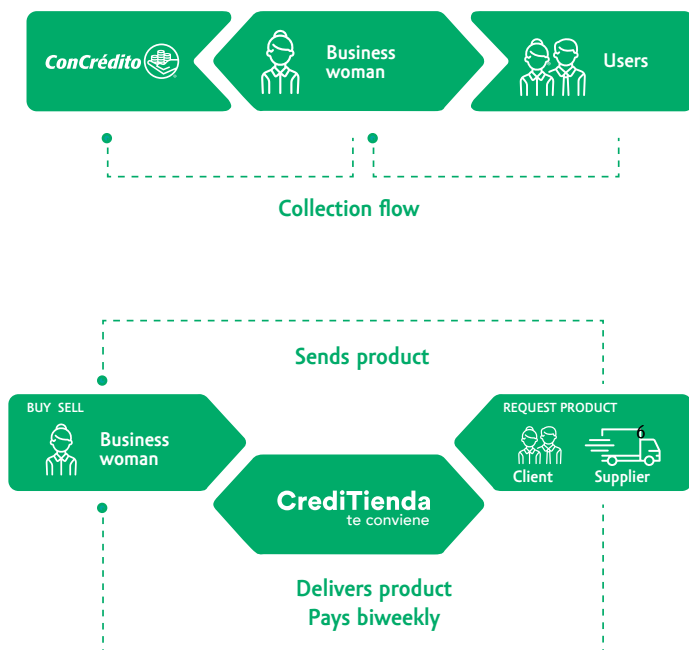 ConCrédito
Business
woman
Users
Collection flow
Sends product
BUY SELL
Business
woman
REQUEST PRODUCT
6
Client
Supplier
CrediTienda
te conviene
Delivers product
Pays biweekly